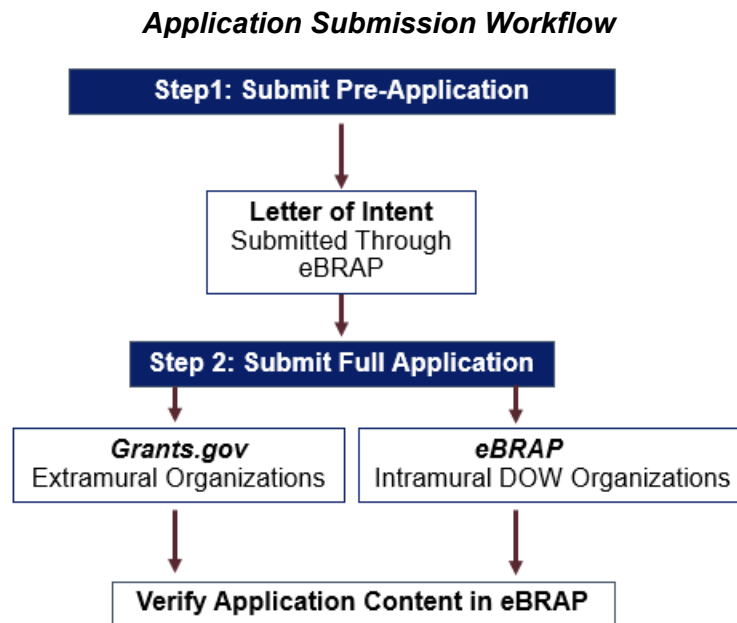 Application Submission Workflow
Step1: Submit Pre-Application
Letter of Intent
Submitted Through
eBRAP
Step 2: Submit Full Application
Grants.gov
Extramural Organizations
eBRAP
Intramural DOW Organizations
Verify Application Content in eBRAP